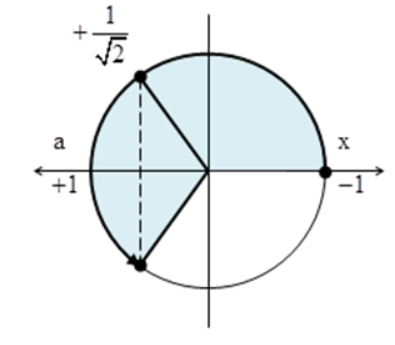 + 1/√2
a x
+1 −1